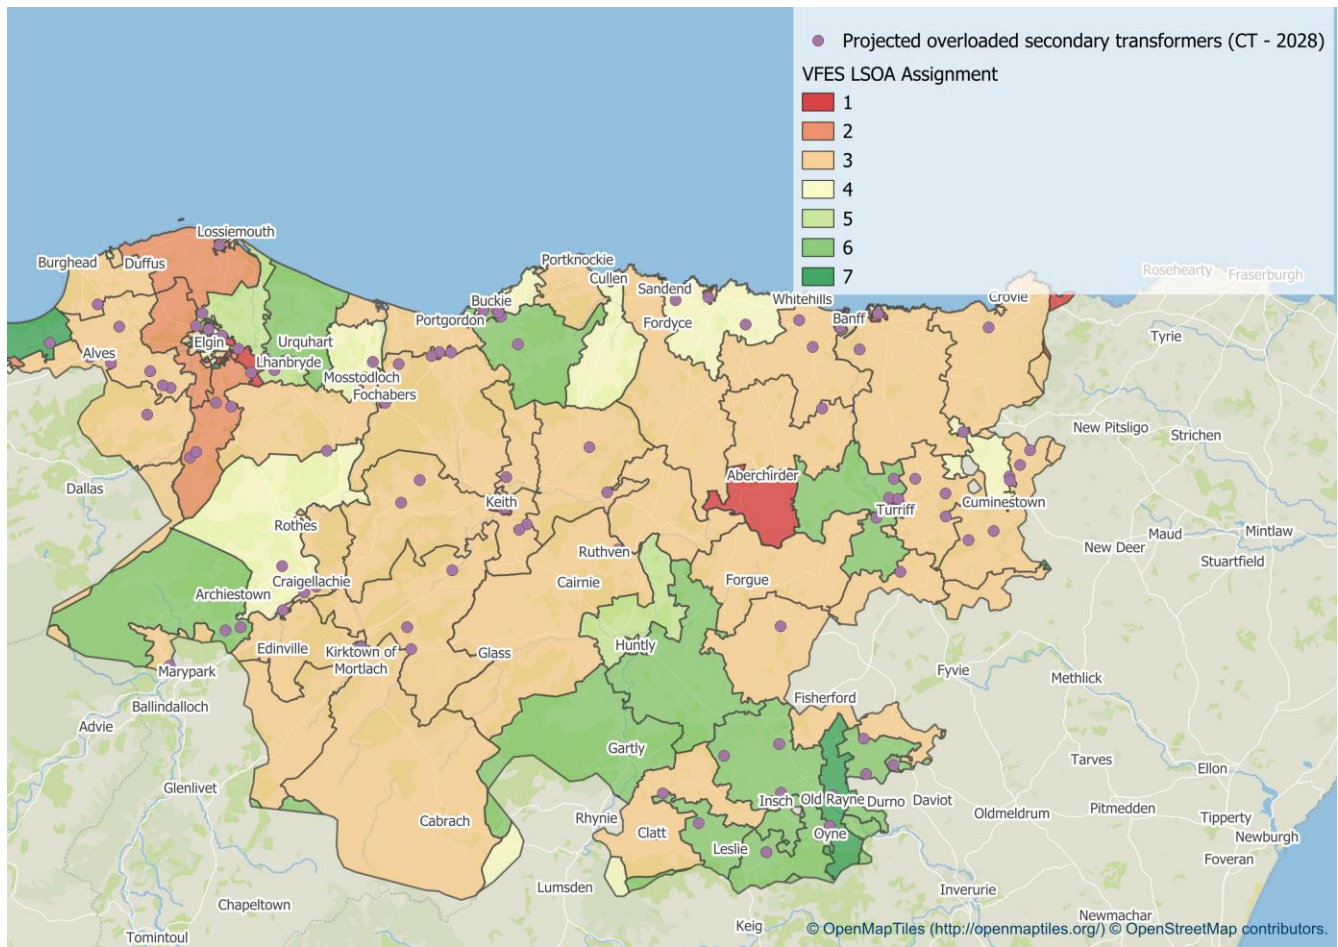 Projected overloaded secondary transformers (CT - 2028)
VFES LSOA Assignment
1
2
3
4
5
6
7
Lossiemouth
Burghead
Duffus
Portknockie
Cullen
Sandend
Buckie
Portgordon
Whitehills
Banff
Fordyce
Crovie
Rosehearty
Fraserburgh
Tyrie
Elgin
Urquhart
Alves
Lhanbryde
Mosstodloch
Fochabers
New Pitsligo
Strichen
Dallas
Aberchirder
Keith
Turriff
Cuminestown
Rothes
Maud
Mintlaw
New Deer
Stuartfield
Ruthven
Cairnie
Forgue
Craigellachie
Archiestown
Edinville
Kirktown of
Mortlach
Glass
Huntly
Marypark
Ballindalloch
Fyvie
Methlick
Advie
Fisherford
Gartly
Glenlivet
Tarves
Ellon
Insch
Old Rayne
Durno
Daviot
Oldmeldrum
Pitmedden
Tipperty
Cabrach
Rhynie
Clatt
Leslie
Oyne
Newburgh
Foveran
Lumsden
Inverurie
Chapeltown
Keig
Newmachar
Tomintoul
© OpenMapTiles (http://openmaptiles.org/) © OpenStreetMap contributors.